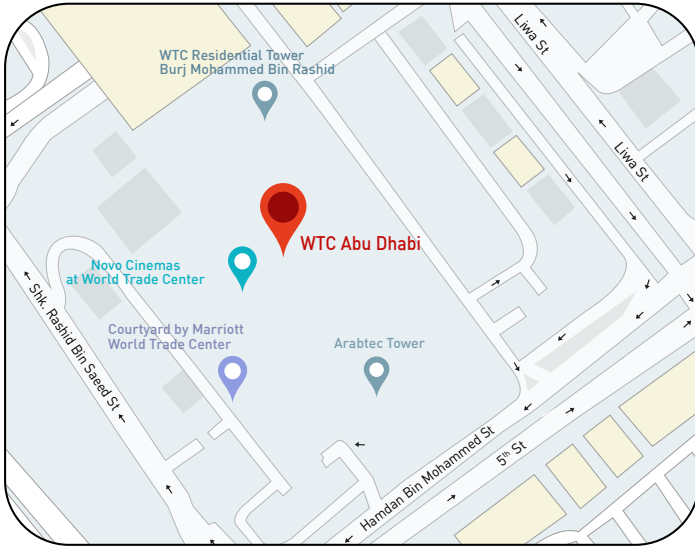 Liwa St
WTC Residential Tower
Burj Mohammed Bin Rashid
Liwa St
WTC Abu Dhabi
Novo Cinemas
at World Trade Center
Shk. Rashid Bin Saeed St
Courtyard by Marriott
World Trade Center
Arabtec Tower
Hamdan Bin Mohammed St
5th St